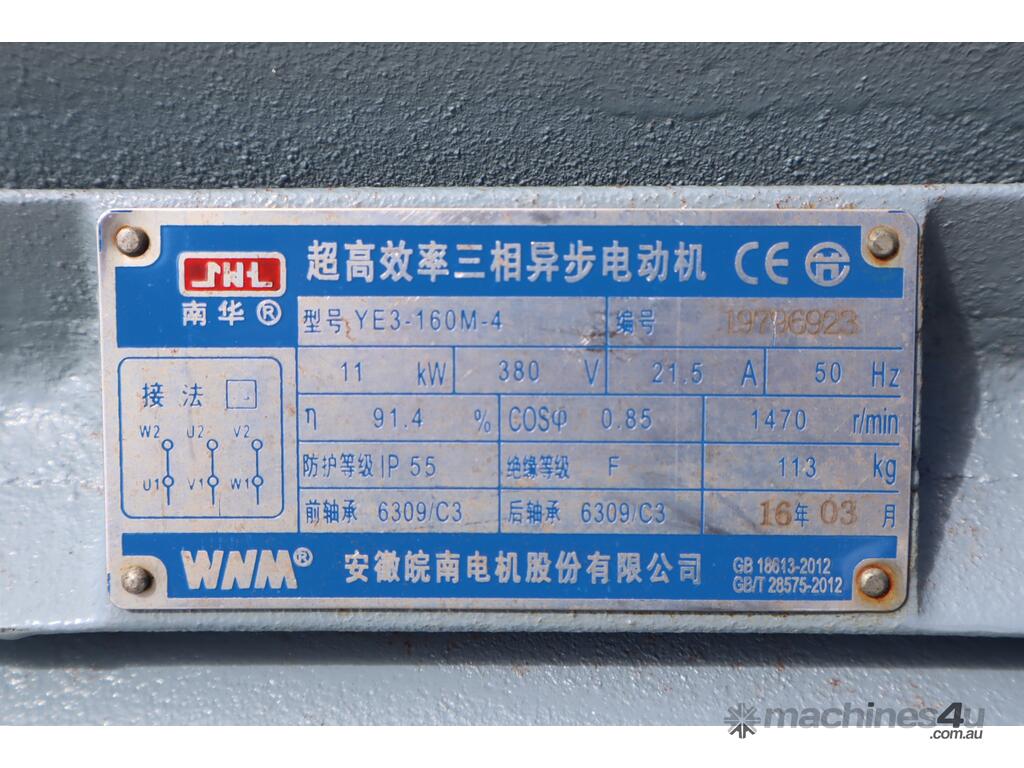 超高效率三相异步电动机 CE
南华®
型号 YE3-160M-4 编号 19796923
11 kW 380 V 21.5 A 50 Hz
接法 □
η 91.4 % COSφ 0.85 1470 r/min
W2 U2 V2
防护等级 IP 55 绝缘等级 F 113 kg
U1 V1 W1
前轴承 6309/C3 后轴承 6309/C3 16年 03 月
WNM® 安徽皖南电机股份有限公司 GB 18613-2012
GB/T 28575-2012
machines4u
.com.au